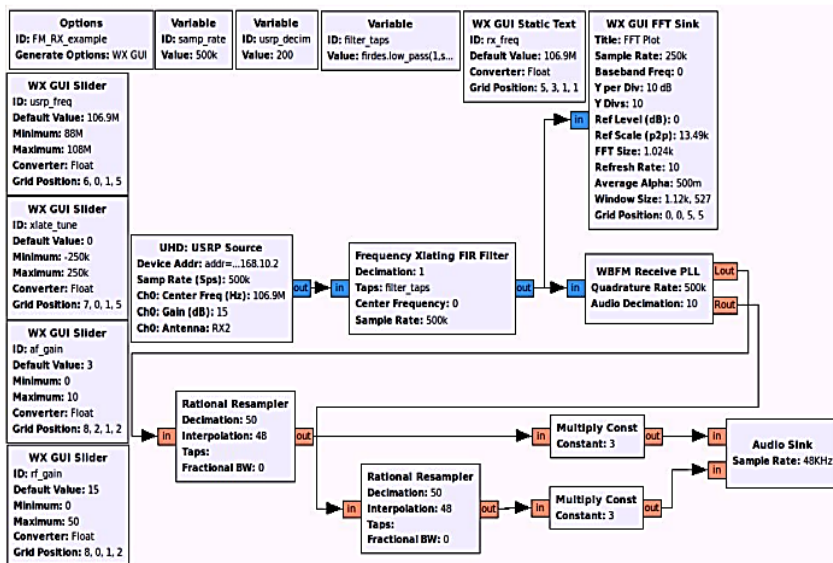 Options
ID: FM_RX_example
Generate Options: WX GUI
Variable
ID: samp_rate
Value: 500k
Variable
ID: usrp_decim
Value: 200
Variable
ID: filter_taps
Value: firdes.low_pass(1,s...
WX GUI Static Text
ID: rx_freq
Default Value: 106.9M
Converter: Float
Grid Position: 5, 3, 1, 1
WX GUI FFT Sink
Title: FFT Plot
Sample Rate: 250k
Baseband Freq: 0
Y per Div: 10 dB
Y Divs: 10
Ref Level (dB): 0
Ref Scale (p2p): 13.49k
FFT Size: 1.024k
Refresh Rate: 10
Average Alpha: 500m
Window Size: 1.12k, 527
Grid Position: 0, 0, 5, 5
in
WX GUI Slider
ID: usrp_freq
Default Value: 106.9M
Minimum: 88M
Maximum: 108M
Converter: Float
Grid Position: 6, 0, 1, 5
WX GUI Slider
ID: xlate_tune
Default Value: 0
Minimum: -250k
Maximum: 250k
Converter: Float
Grid Position: 7, 0, 1, 5
UHD: USRP Source
Device Addr: addr=...168.10.2
Samp Rate (Sps): 500k
Ch0: Center Freq (Hz): 106.9M
Ch0: Gain (dB): 15
Ch0: Antenna: RX2
out
in
Frequency Xlating FIR Filter
Decimation: 1
Taps: filter_taps
Center Frequency: 0
Sample Rate: 500k
out
in
WBFM Receive PLL
Quadrature Rate: 500k
Audio Decimation: 10
Lout
Rout
WX GUI Slider
ID: af_gain
Default Value: 3
Minimum: 0
Maximum: 10
Converter: Float
Grid Position: 8, 2, 1, 2
WX GUI Slider
ID: rf_gain
Default Value: 15
Minimum: 0
Maximum: 50
Converter: Float
Grid Position: 8, 0, 1, 2
in
Rational Resampler
Decimation: 50
Interpolation: 48
Taps:
Fractional BW: 0
out
in
Multiply Const
Constant: 3
out
in
Audio Sink
Sample Rate: 48KHz
in
in
Rational Resampler
Decimation: 50
Interpolation: 48
Taps:
Fractional BW: 0
out
in
Multiply Const
Constant: 3
out